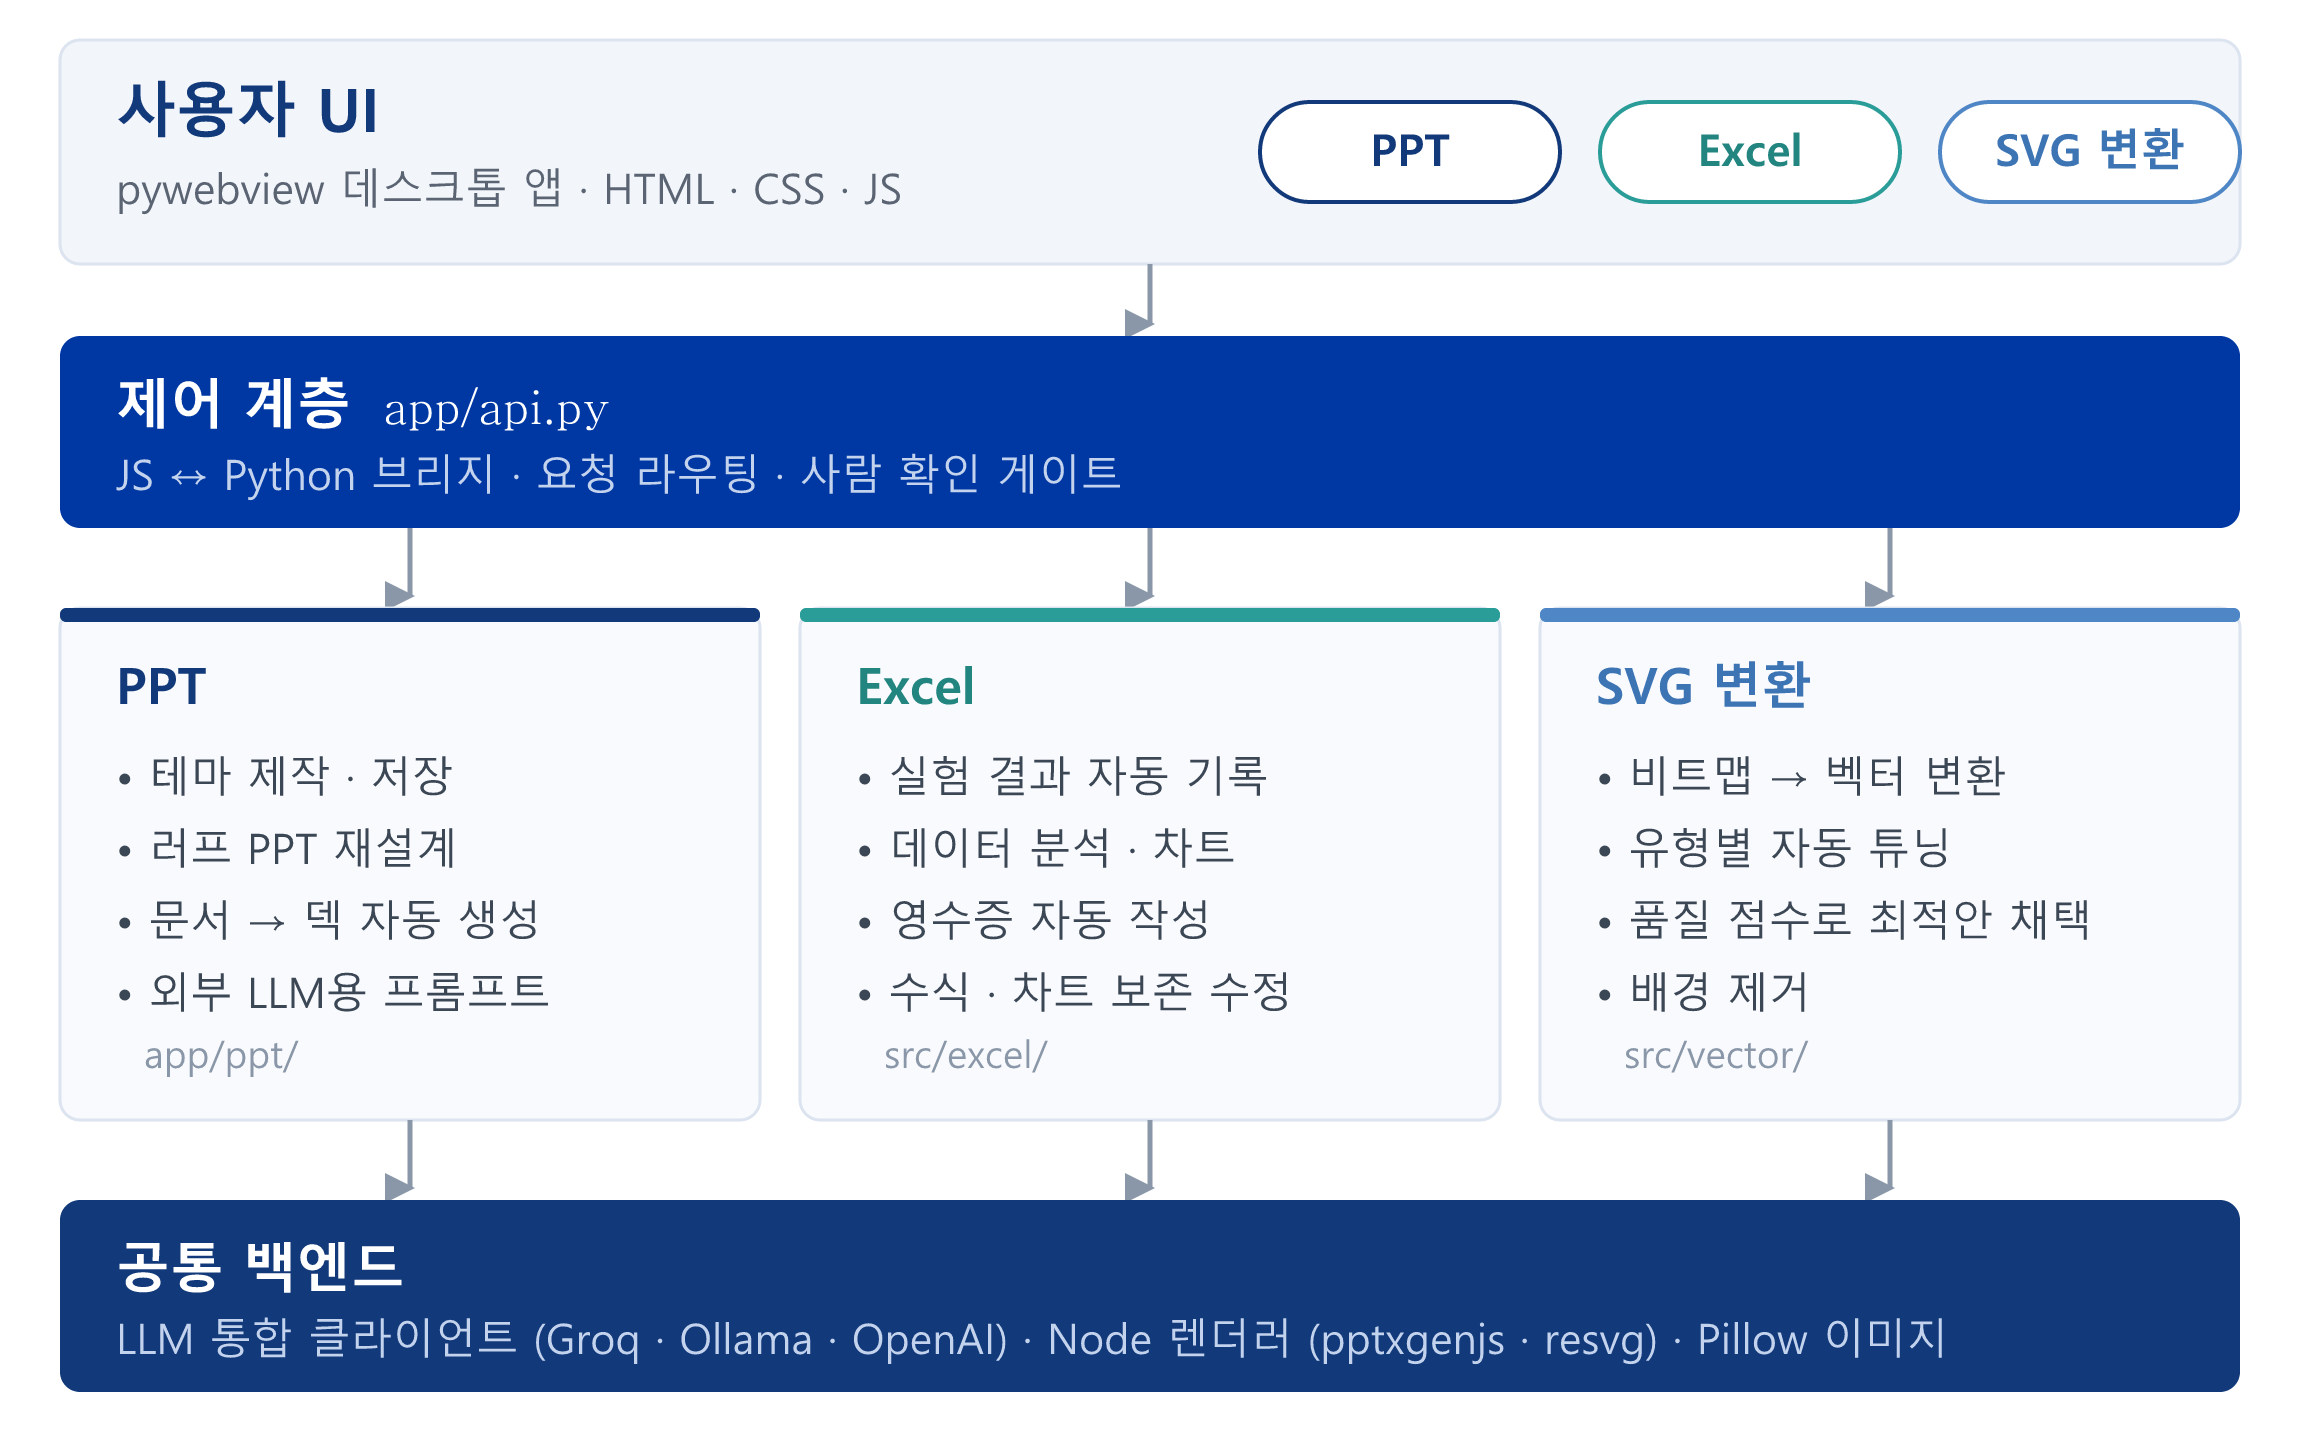 사용자 UI
pywebview 데스크톱 앱 · HTML · CSS · JS
PPT
Excel
SVG 변환
제어 계층 app/api.py
JS ↔ Python 브리지 · 요청 라우팅 · 사람 확인 게이트
PPT
• 테마 제작 · 저장
• 러프 PPT 재설계
• 문서 → 덱 자동 생성
• 외부 LLM용 프롬프트
app/ppt/
Excel
• 실험 결과 자동 기록
• 데이터 분석 · 차트
• 영수증 자동 작성
• 수식 · 차트 보존 수정
src/excel/
SVG 변환
• 비트맵 → 벡터 변환
• 유형별 자동 튜닝
• 품질 점수로 최적안 채택
• 배경 제거
src/vector/
공통 백엔드
LLM 통합 클라이언트 (Groq · Ollama · OpenAI) · Node 렌더러 (pptxgenjs · resvg) · Pillow 이미지